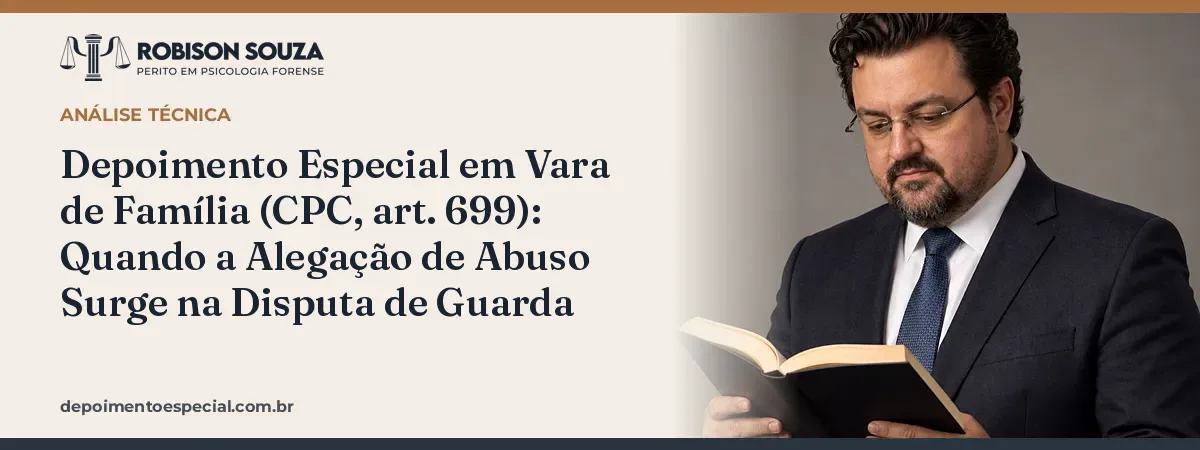 ROBISON SOUZA
PERITO EM PSICOLOGIA FORENSE
ANÁLISE TÉCNICA
Depoimento Especial em Vara
de Família (CPC, art. 699):
Quando a Alegação de Abuso
Surge na Disputa de Guarda
depoimentoespecial.com.br